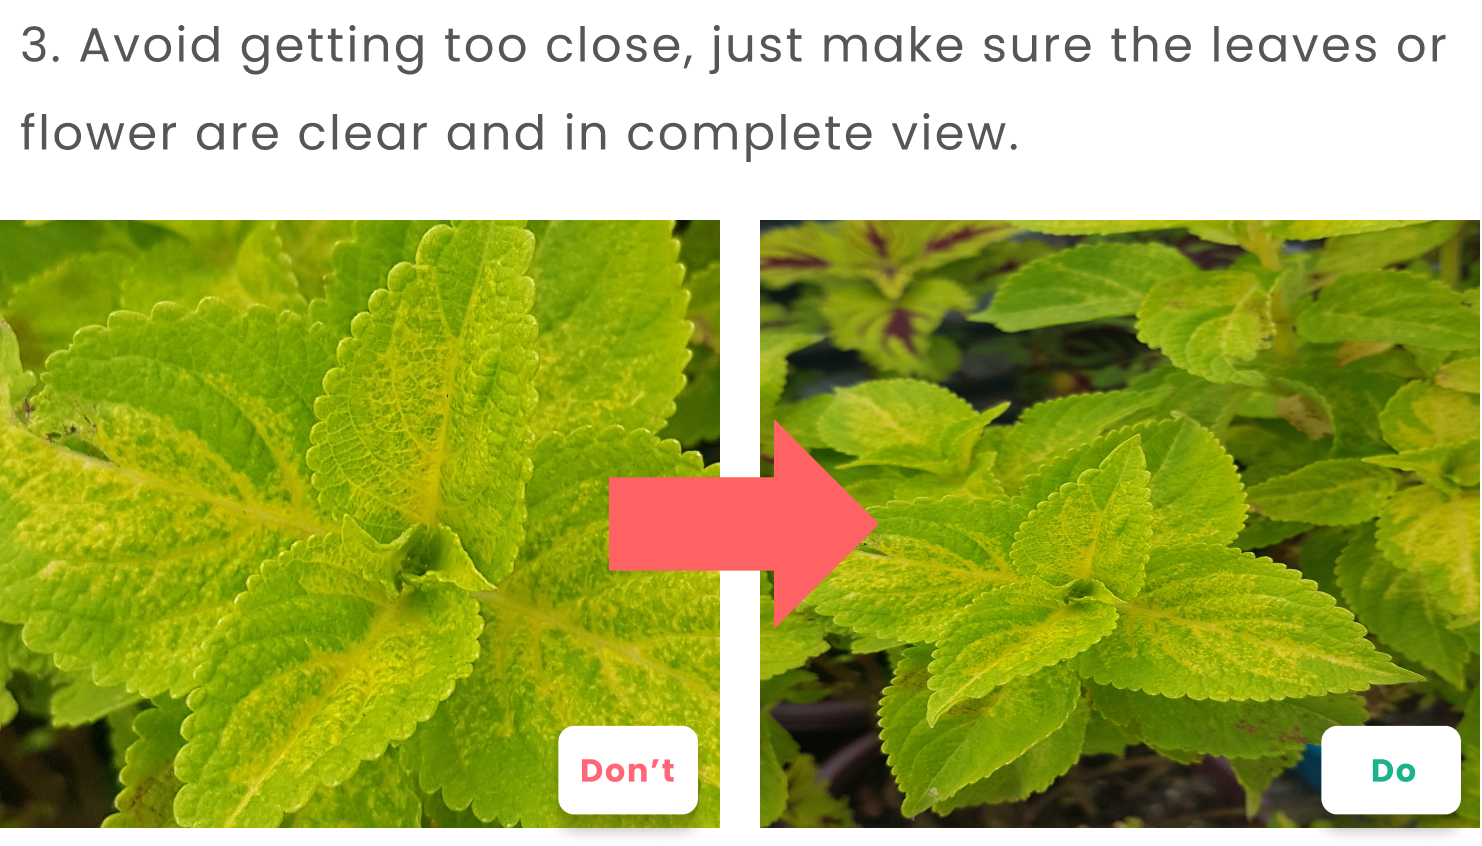 3. Avoid getting too close, just make sure the leaves or
flower are clear and in complete view.
Don’t
Do